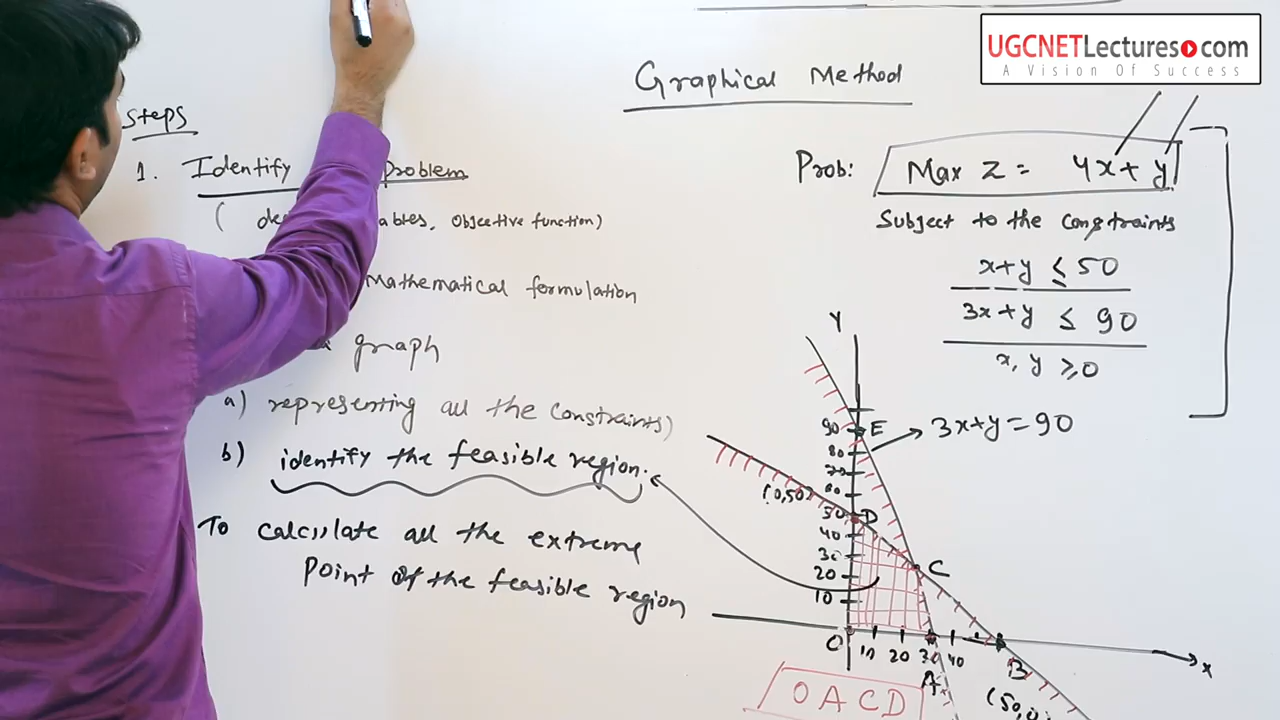 UGCNETLectures.com
A Vision Of Success
Graphical Method
Steps
1. Identify problem
( ables, Objective function)
Mathematical formulation
graph
a) representing all the constraints)
b) identify the feasible region.
To calculate all the extreme
Point of the feasible region
Prob: Max Z = 4x+y
Subject to the constraints
x+y ≤ 50
3x+y ≤ 90
x, y ≥ 0
Y
90 E
3x+y=90
80
70
60
(0,50)
50 D
40
30
20
10
C
O 10 20 30 40
X
A
B
(50,0)
OACD